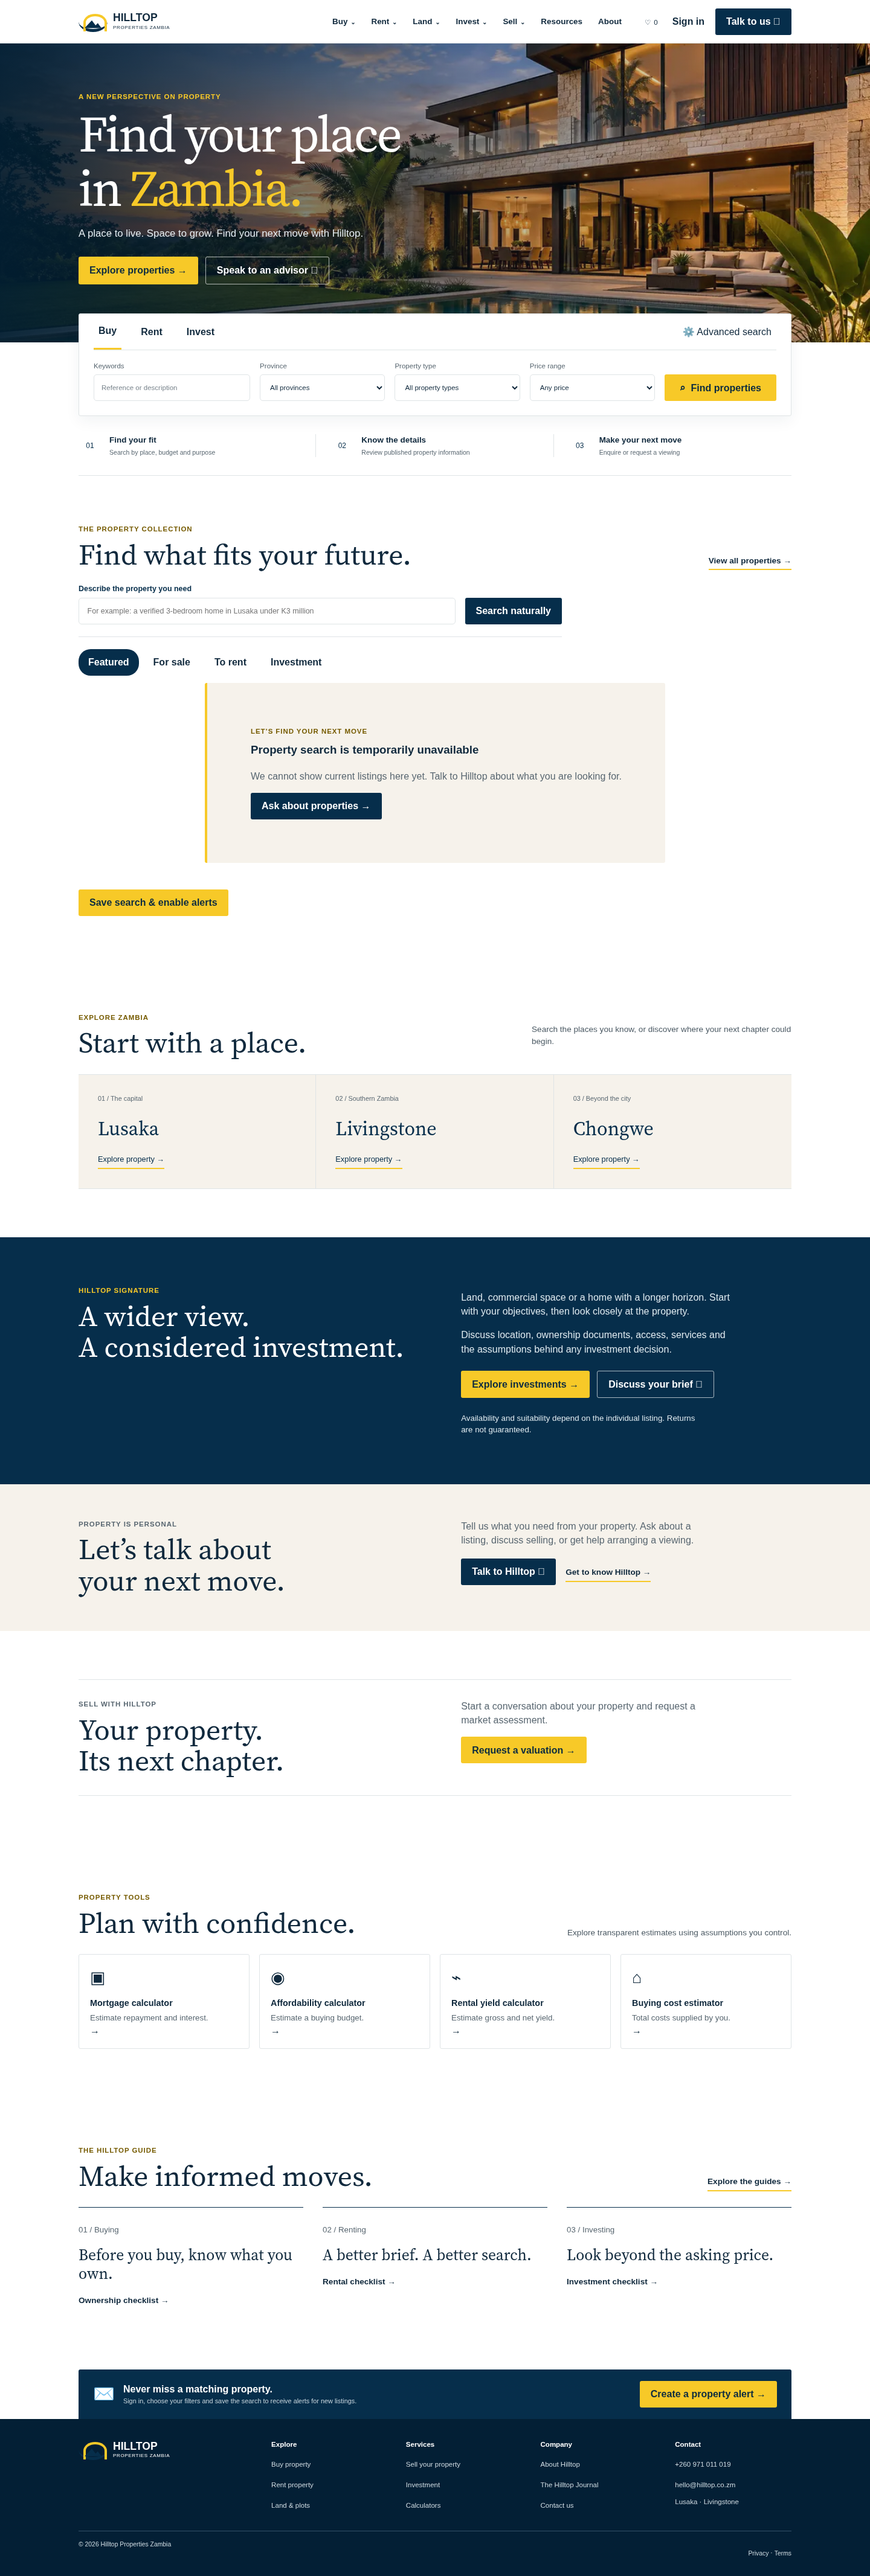 HILLTOP
PROPERTIES ZAMBIA
Buy Rent Land Invest Sell Resources About ♡ 0 Sign in Talk to us
A NEW PERSPECTIVE ON PROPERTY
Find your place
in Zambia.
A place to live. Space to grow. Find your next move with Hilltop.
Explore properties → Speak to an advisor
Buy Rent Invest ⚙️ Advanced search
Keywords Province Property type Price range
Reference or description All provinces All property types Any price ⌕ Find properties
01 Find your fit
Search by place, budget and purpose
02 Know the details
Review published property information
03 Make your next move
Enquire or request a viewing
THE PROPERTY COLLECTION
Find what fits your future.
View all properties →
Describe the property you need
For example: a verified 3-bedroom home in Lusaka under K3 million Search naturally
Featured For sale To rent Investment
LET'S FIND YOUR NEXT MOVE
Property search is temporarily unavailable
We cannot show current listings here yet. Talk to Hilltop about what you are looking for.
Ask about properties →
Save search & enable alerts
EXPLORE ZAMBIA
Start with a place.
Search the places you know, or discover where your next chapter could
begin.
01 / The capital
Lusaka
Explore property →
02 / Southern Zambia
Livingstone
Explore property →
03 / Beyond the city
Chongwe
Explore property →
HILLTOP SIGNATURE
A wider view.
A considered investment.
Land, commercial space or a home with a longer horizon. Start
with your objectives, then look closely at the property.
Discuss location, ownership documents, access, services and
the assumptions behind any investment decision.
Explore investments → Discuss your brief
Availability and suitability depend on the individual listing. Returns
are not guaranteed.
PROPERTY IS PERSONAL
Let’s talk about
your next move.
Tell us what you need from your property. Ask about a
listing, discuss selling, or get help arranging a viewing.
Talk to Hilltop Get to know Hilltop →
SELL WITH HILLTOP
Your property.
Its next chapter.
Start a conversation about your property and request a
market assessment.
Request a valuation →
PROPERTY TOOLS
Plan with confidence.
Explore transparent estimates using assumptions you control.
Mortgage calculator
Estimate repayment and interest.
→
Affordability calculator
Estimate a buying budget.
→
Rental yield calculator
Estimate gross and net yield.
→
Buying cost estimator
Total costs supplied by you.
→
THE HILLTOP GUIDE
Make informed moves.
Explore the guides →
01 / Buying
Before you buy, know what you
own.
Ownership checklist →
02 / Renting
A better brief. A better search.
Rental checklist →
03 / Investing
Look beyond the asking price.
Investment checklist →
Never miss a matching property.
Sign in, choose your filters and save the search to receive alerts for new listings.
Create a property alert →
HILLTOP
PROPERTIES ZAMBIA
Explore
Buy property
Rent property
Land & plots
Services
Sell your property
Investment
Calculators
Company
About Hilltop
The Hilltop Journal
Contact us
Contact
+260 971 011 019
hello@hilltop.co.zm
Lusaka · Livingstone
© 2026 Hilltop Properties Zambia
Privacy · Terms